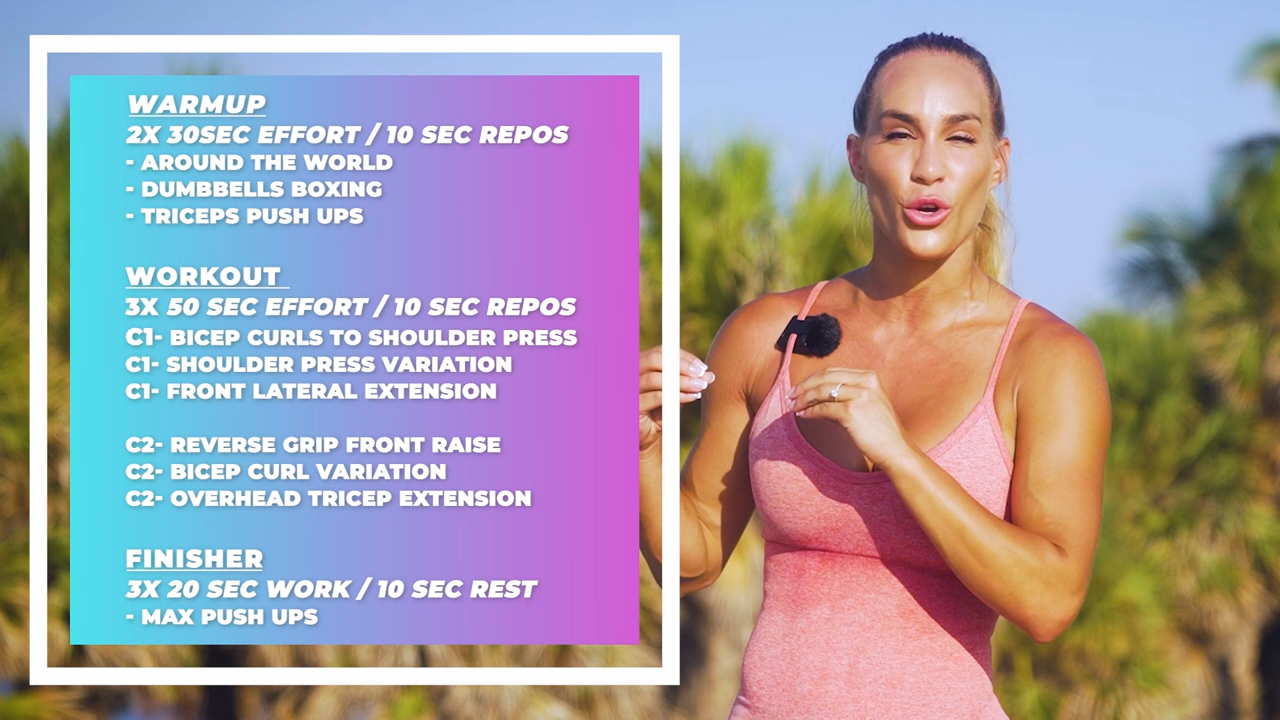 WARMUP
2X 30SEC EFFORT / 10 SEC REPOS
- AROUND THE WORLD
- DUMBBELLS BOXING
- TRICEPS PUSH UPS
WORKOUT
3X 50 SEC EFFORT / 10 SEC REPOS
C1- BICEP CURLS TO SHOULDER PRESS
C1- SHOULDER PRESS VARIATION
C1- FRONT LATERAL EXTENSION
C2- REVERSE GRIP FRONT RAISE
C2- BICEP CURL VARIATION
C2- OVERHEAD TRICEP EXTENSION
FINISHER
3X 20 SEC WORK / 10 SEC REST
- MAX PUSH UPS